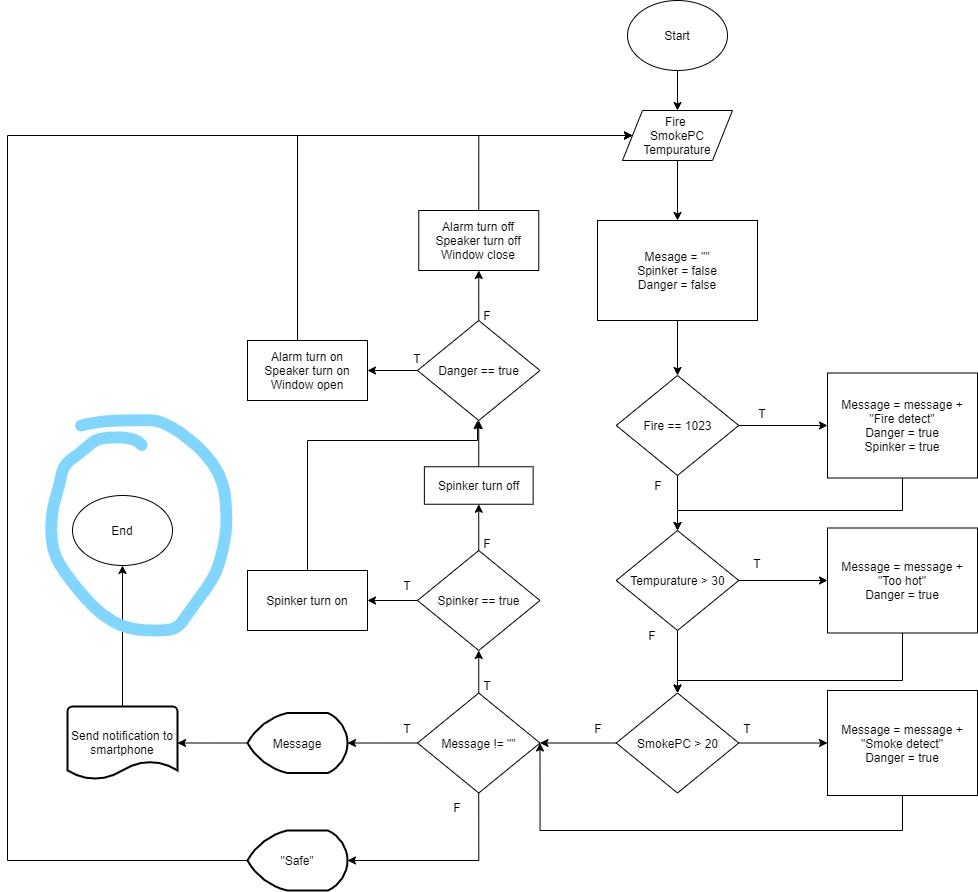 Start
Fire
SmokePC
Tempurature
Mesage = ""
Spinker = false
Danger = false
Fire == 1023
T
F
Message = message +
"Fire detect"
Danger = true
Spinker = true
Tempurature > 30
T
F
Message = message +
"Too hot"
Danger = true
SmokePC > 20
T
F
Message = message +
"Smoke detect"
Danger = true
Message != ""
T
T
F
Message
Send notification to
smartphone
End
"Safe"
Spinker == true
T
F
Spinker turn on
Spinker turn off
Danger == true
T
F
Alarm turn on
Speaker turn on
Window open
Alarm turn off
Speaker turn off
Window close